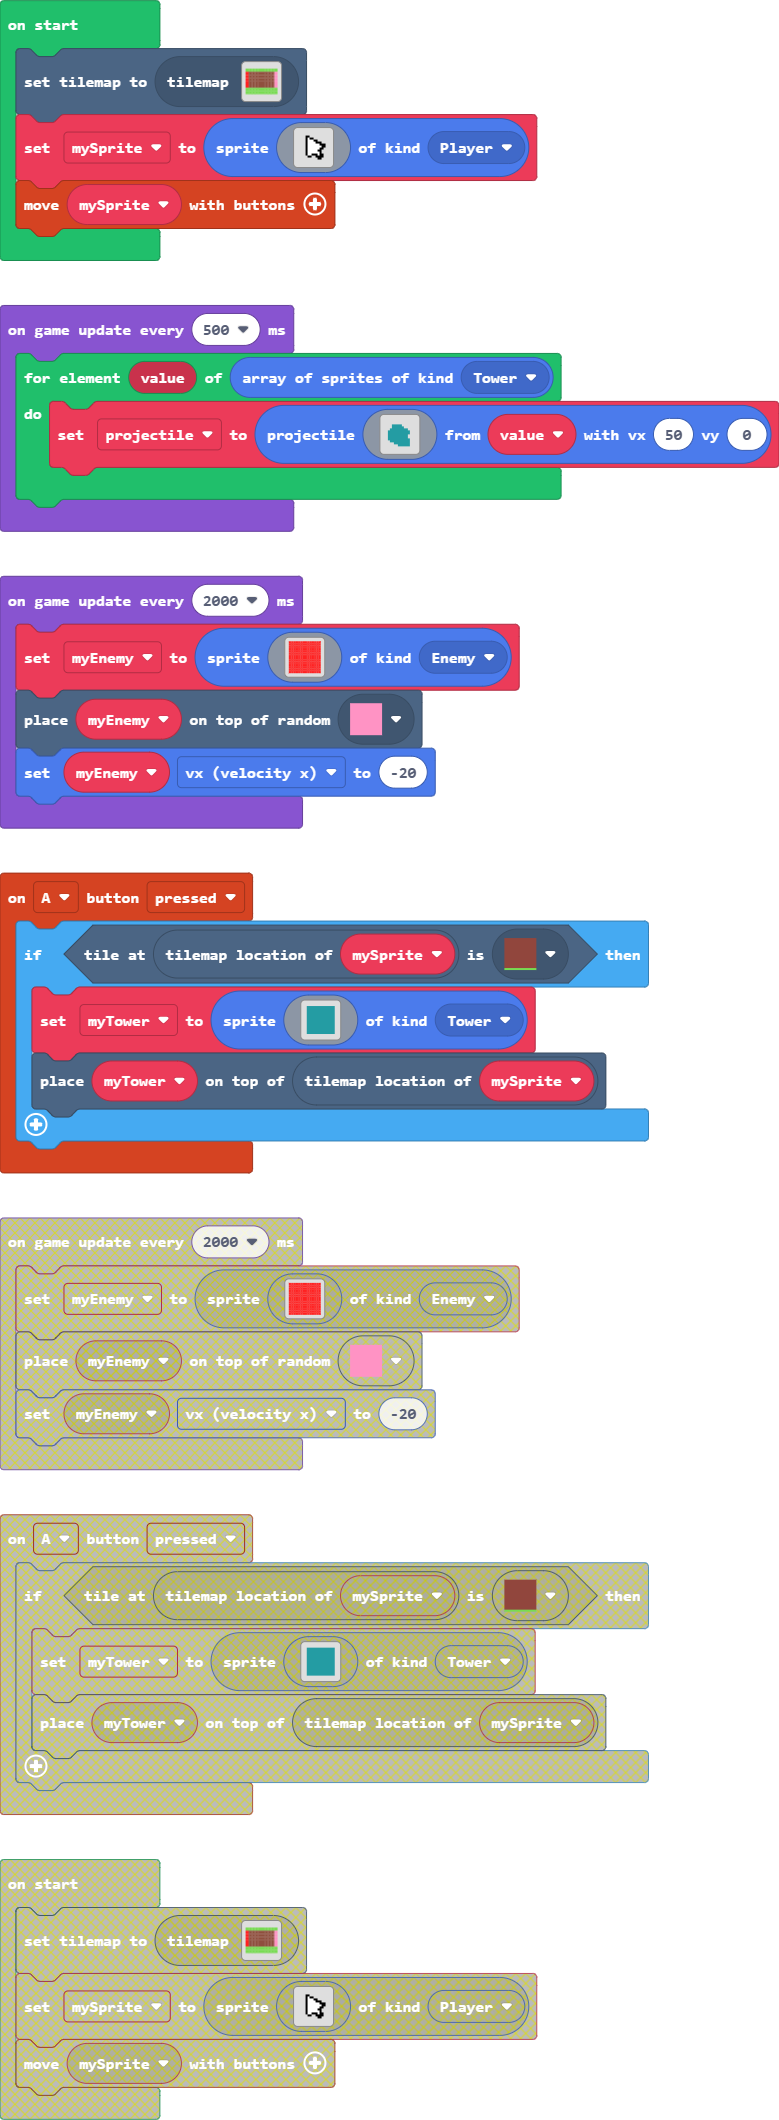 on start
set tilemap to tilemap
set mySprite to sprite of kind Player
move mySprite with buttons
on game update every 500 ms
for element value of array of sprites of kind Tower
do
set projectile to projectile from value with vx 50 vy 0
on game update every 2000 ms
set myEnemy to sprite of kind Enemy
place myEnemy on top of random
set myEnemy vx (velocity x) to -20
on A button pressed
if tile at tilemap location of mySprite is then
set myTower to sprite of kind Tower
place myTower on top of tilemap location of mySprite
on game update every 2000 ms
set myEnemy to sprite of kind Enemy
place myEnemy on top of random
set myEnemy vx (velocity x) to -20
on A button pressed
if tile at tilemap location of mySprite is then
set myTower to sprite of kind Tower
place myTower on top of tilemap location of mySprite
on start
set tilemap to tilemap
set mySprite to sprite of kind Player
move mySprite with buttons